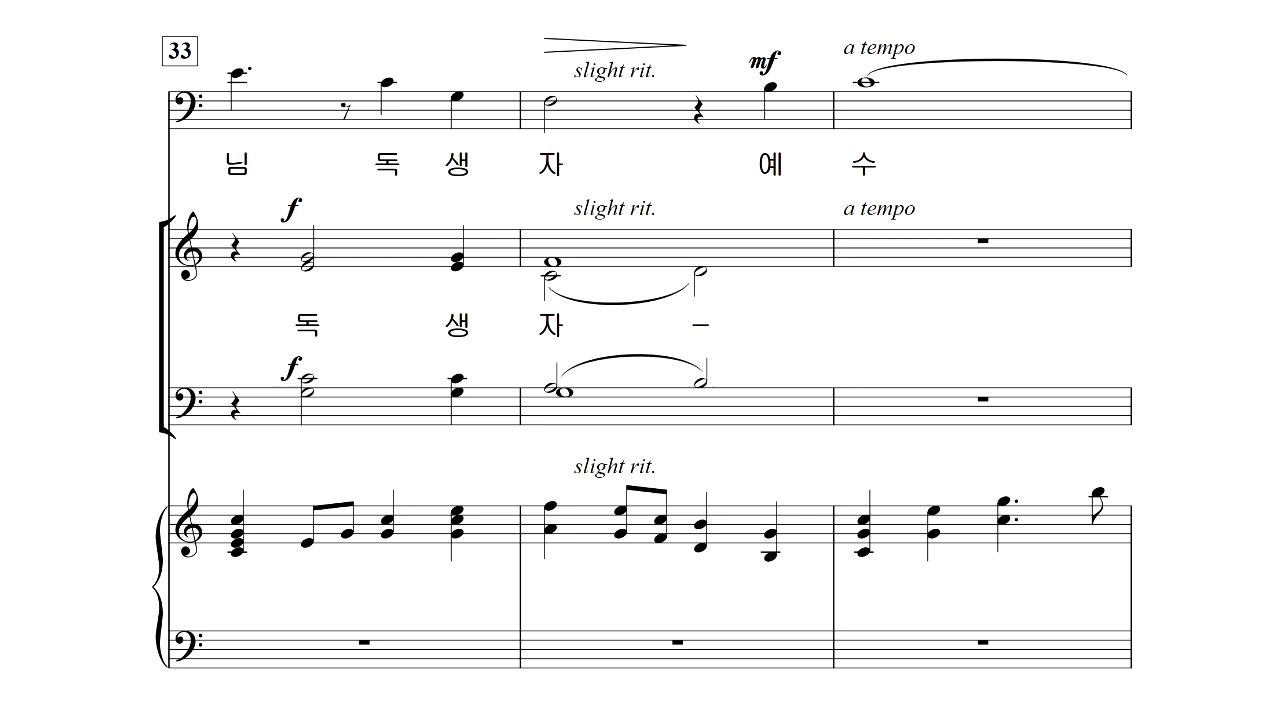 33
slight rit.
mf
a tempo
님 독 생 자 예 수
f
slight rit.
a tempo
독 생 자 –
f
slight rit.